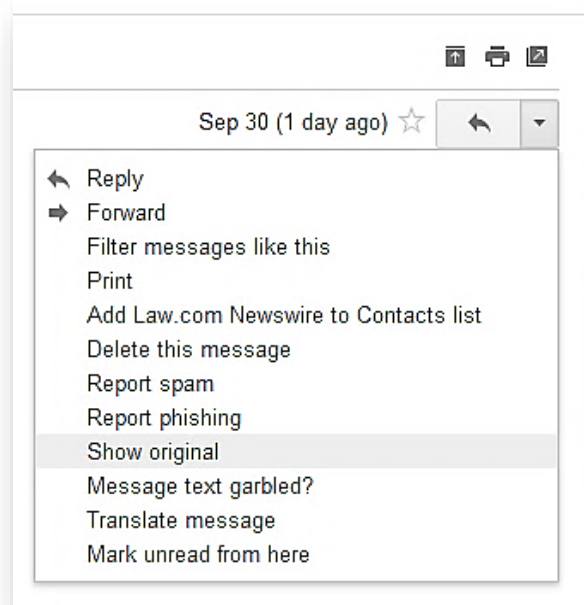 Sep 30 (1 day ago)
Reply
Forward
Filter messages like this
Print
Add Law.com Newswire to Contacts list
Delete this message
Report spam
Report phishing
Show original
Message text garbled?
Translate message
Mark unread from here